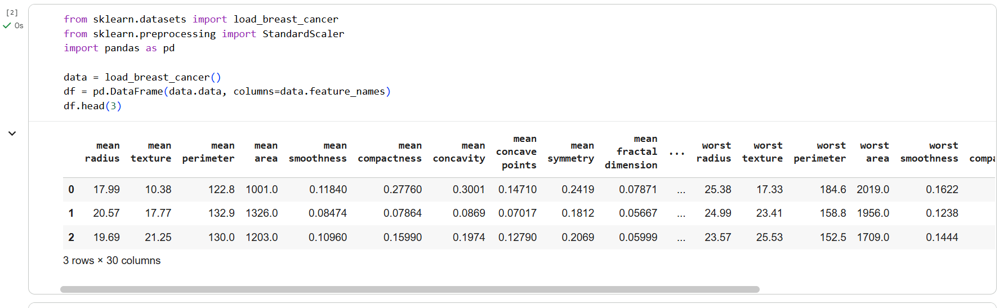 [2]
0s
from sklearn.datasets import load_breast_cancer
from sklearn.preprocessing import StandardScaler
import pandas as pd
data = load_breast_cancer()
df = pd.DataFrame(data.data, columns=data.feature_names)
df.head(3)
mean radius mean texture mean perimeter mean area mean smoothness mean compactness mean concavity mean concave points mean symmetry mean fractal dimension ... worst radius worst texture worst perimeter worst area worst smoothness
0 17.99 10.38 122.8 1001.0 0.11840 0.27760 0.3001 0.14710 0.2419 0.07871 ... 25.38 17.33 184.6 2019.0 0.1622
1 20.57 17.77 132.9 1326.0 0.08474 0.07864 0.0869 0.07017 0.1812 0.05667 ... 24.99 23.41 158.8 1956.0 0.1238
2 19.69 21.25 130.0 1203.0 0.10960 0.15990 0.1974 0.12790 0.2069 0.05999 ... 23.57 25.53 152.5 1709.0 0.1444
3 rows × 30 columns